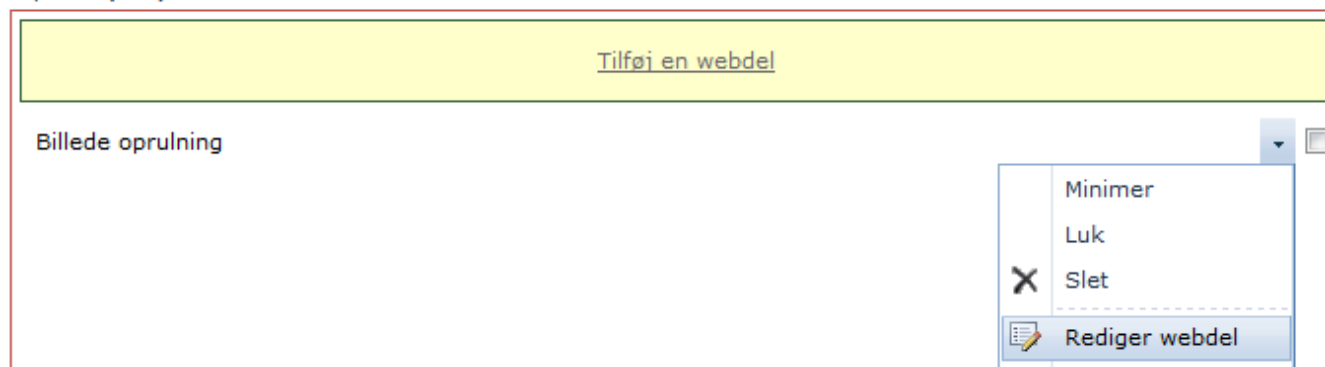 Tilføj en webdel
Billede oprulning
Minimer
Luk
Slet
Rediger webdel